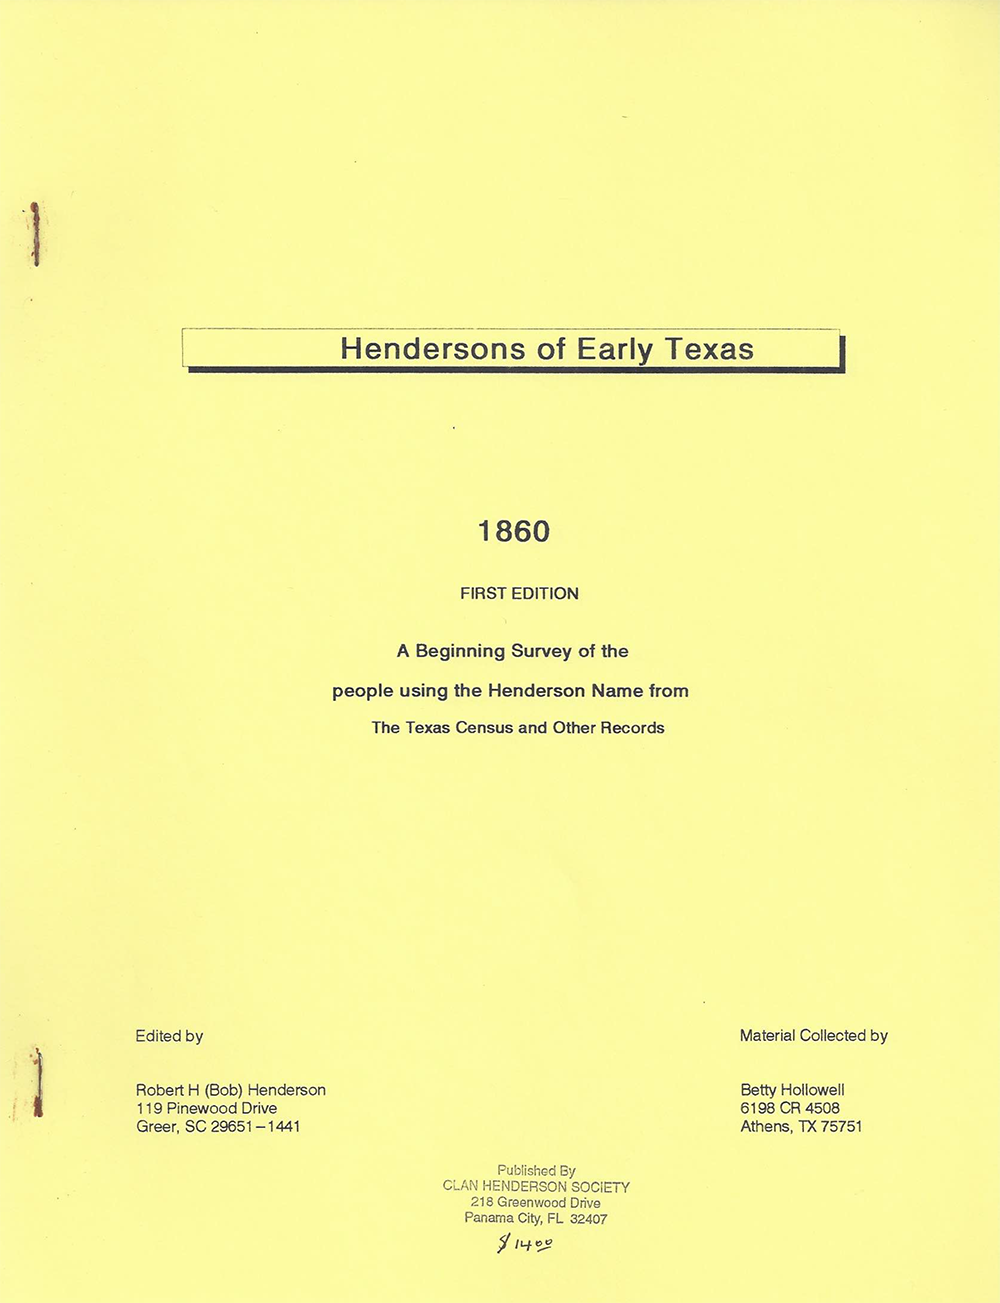 Hendersons of Early Texas
1860
FIRST EDITION
A Beginning Survey of the
people using the Henderson Name from
The Texas Census and Other Records
Edited by
Robert H (Bob) Henderson
119 Pinewood Drive
Greer, SC 29651-1441
Material Collected by
Betty Hollowell
6198 CR 4508
Athens, TX 75751
Published By
CLAN HENDERSON SOCIETY
218 Greenwood Drive
Panama City, FL 32407
$ 14 00